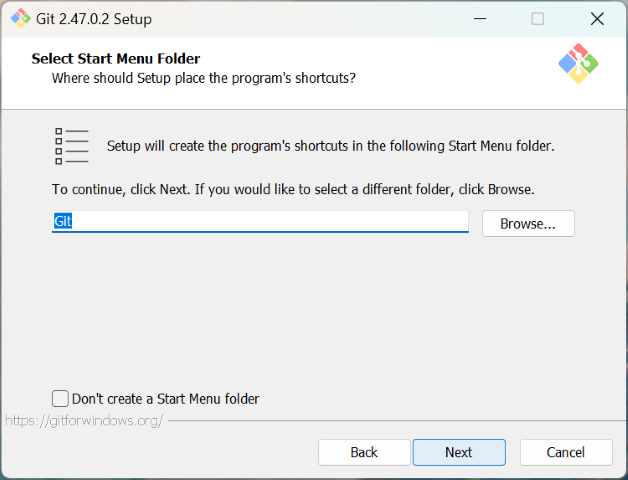 Git 2.47.0.2 Setup
Select Start Menu Folder
Where should Setup place the program's shortcuts?
Setup will create the program's shortcuts in the following Start Menu folder.
To continue, click Next. If you would like to select a different folder, click Browse.
Git
Browse...
Don't create a Start Menu folder
https://gitforwindows.org/
Back
Next
Cancel